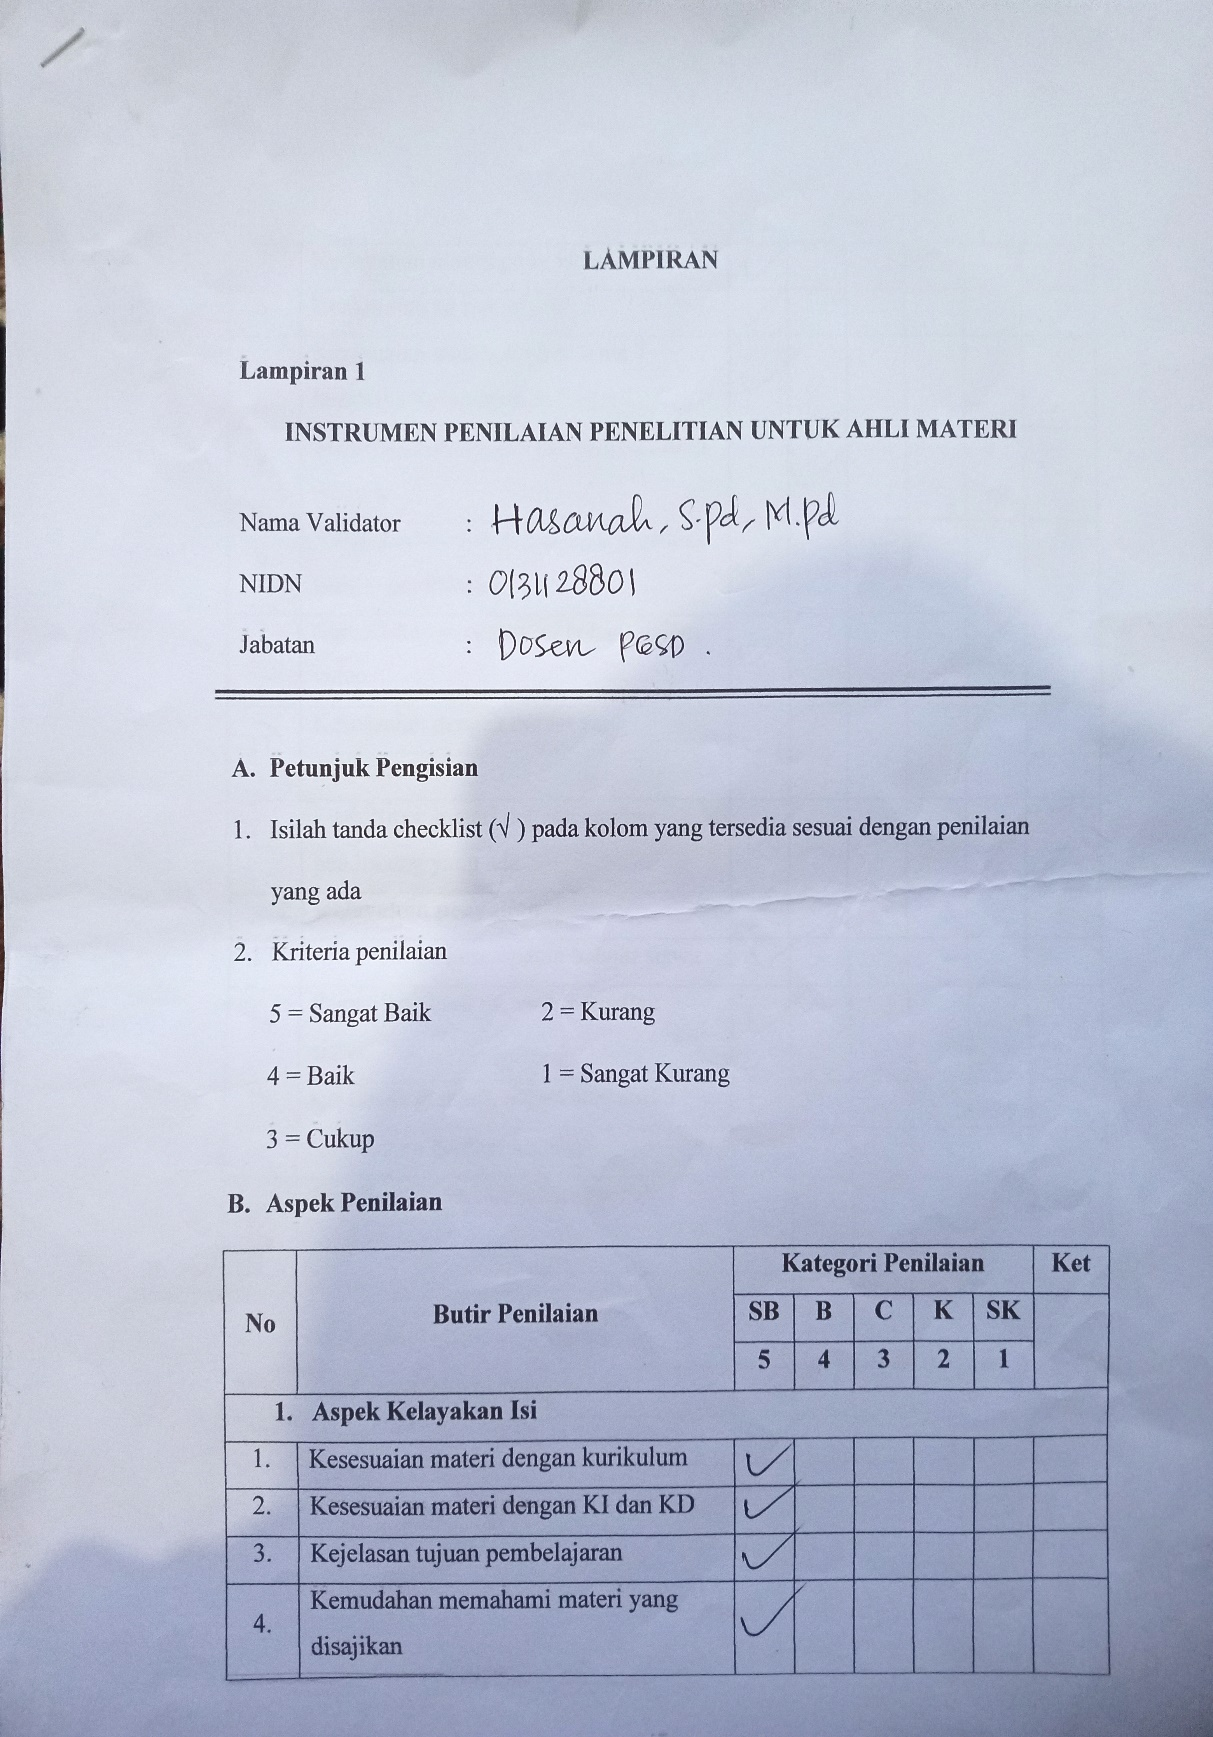 LAMPIRAN
Lampiran 1
INSTRUMEN PENILAIAN PENELITIAN UNTUK AHLI MATERI
Nama Validator : Hasanah, S.pd, M.pd
NIDN : 0131128801
Jabatan : Dosen PGSD .
A. Petunjuk Pengisian
1. Isilah tanda checklist (√ ) pada kolom yang tersedia sesuai dengan penilaian
yang ada
2. Kriteria penilaian
5 = Sangat Baik 2 = Kurang
4 = Baik 1 = Sangat Kurang
3 = Cukup
B. Aspek Penilaian
No Butir Penilaian Kategori Penilaian Ket
SB B C K SK
5 4 3 2 1
1. Aspek Kelayakan Isi
1. Kesesuaian materi dengan kurikulum ✓
2. Kesesuaian materi dengan KI dan KD ✓
3. Kejelasan tujuan pembelajaran ✓
4. Kemudahan memahami materi yang
disajikan ✓